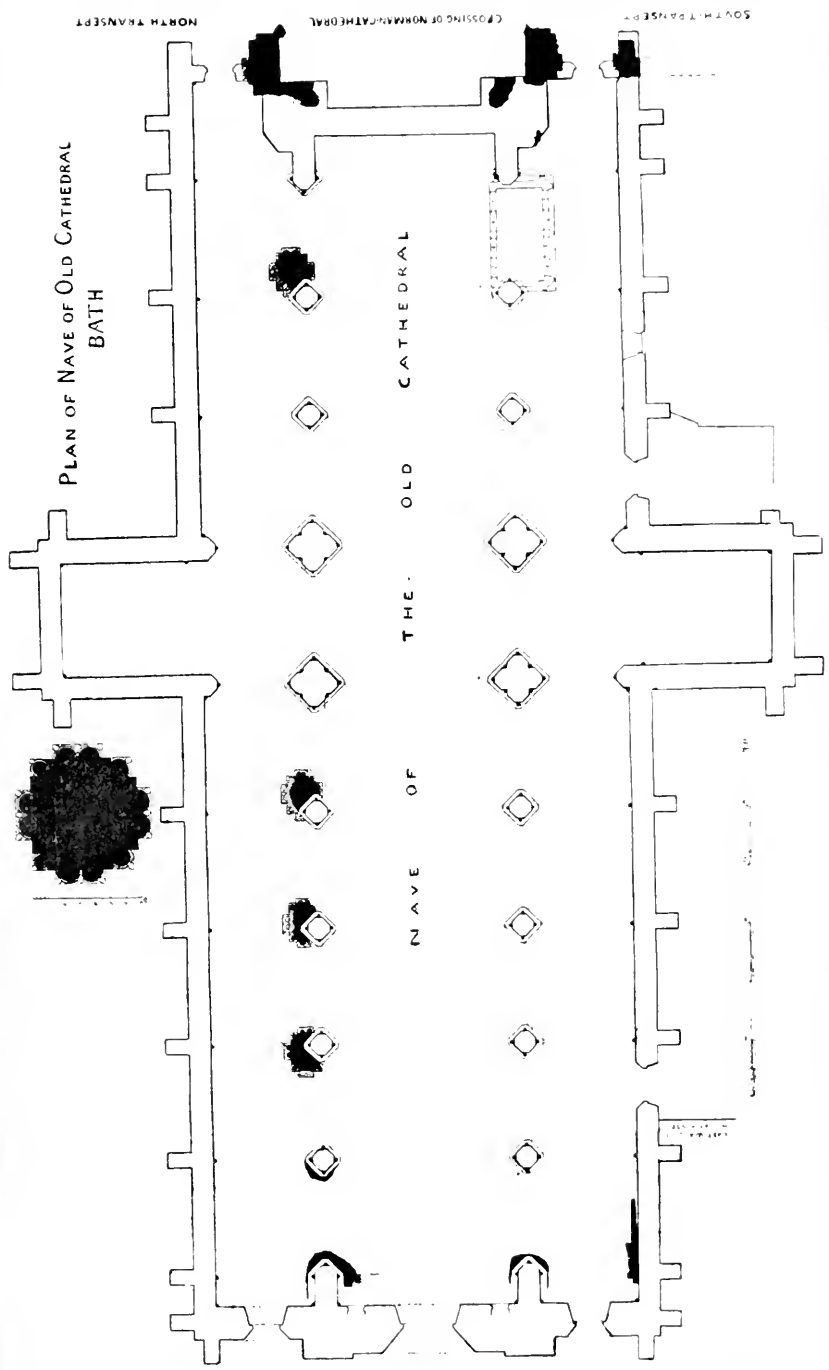 NORTH TRANSEPT
CROSSING OF NORMAN-CATHEDRAL
SOUTH-TRANSEPT
PLAN OF NAVE OF OLD CATHEDRAL
BATH
NAVE OF THE OLD CATHEDRAL